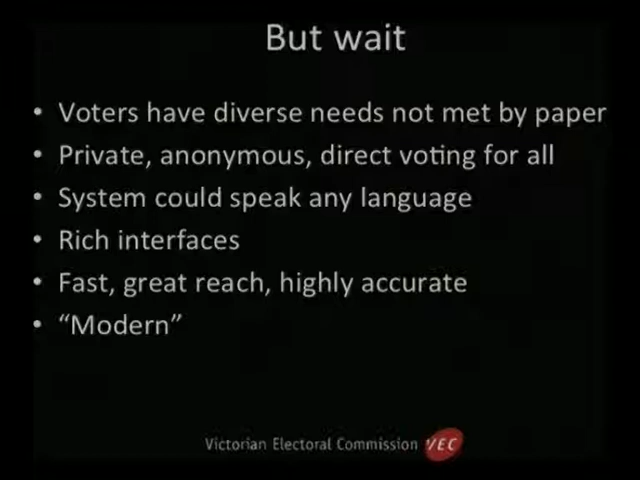 But wait
• Voters have diverse needs not met by paper
• Private, anonymous, direct voting for all
• System could speak any language
• Rich interfaces
• Fast, great reach, highly accurate
• “Modern”
Victorian Electoral Commission VEC